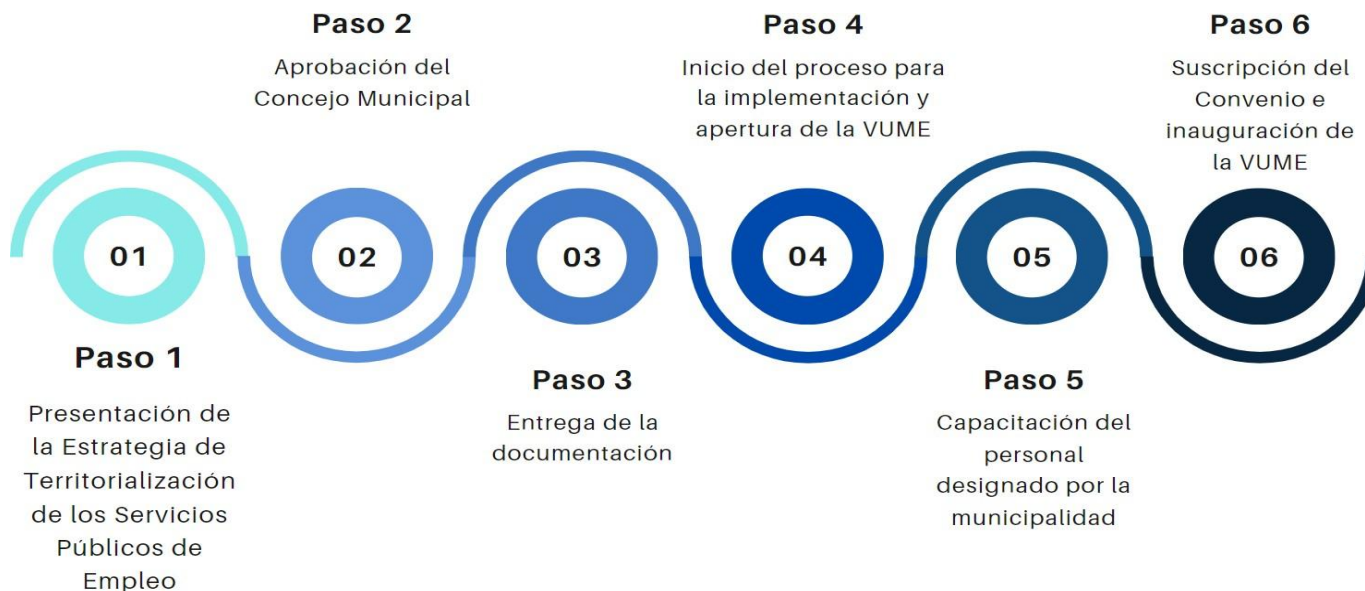 Paso 2
Aprobación del
Concejo Municipal
Paso 4
Inicio del proceso para
la implementación y
apertura de la VUME
Paso 6
Suscripción del
Convenio e
inauguración de
la VUME
01
02
03
04
05
06
Paso 1
Presentación de
la Estrategia de
Territorialización
de los Servicios
Públicos de
Empleo
Paso 3
Entrega de la
documentación
Paso 5
Capacitación del
personal
designado por la
municipalidad